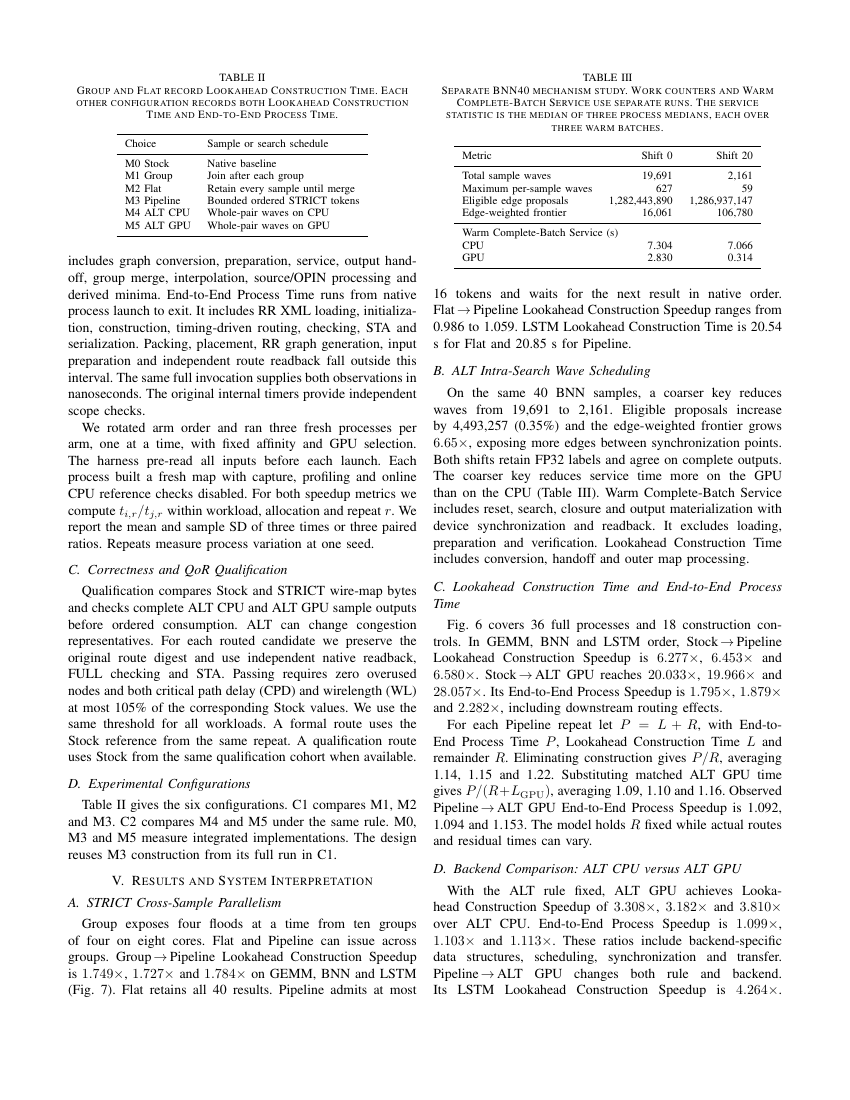 TABLE II
GROUP AND FLAT RECORD LOOKAHEAD CONSTRUCTION TIME. EACH
OTHER CONFIGURATION RECORDS BOTH LOOKAHEAD CONSTRUCTION
TIME AND END-TO-END PROCESS TIME.
Choice Sample or search schedule
M0 Stock Native baseline
M1 Group Join after each group
M2 Flat Retain every sample until merge
M3 Pipeline Bounded ordered STRICT tokens
M4 ALT CPU Whole-pair waves on CPU
M5 ALT GPU Whole-pair waves on GPU
includes graph conversion, preparation, service, output hand-
off, group merge, interpolation, source/OPIN processing and
derived minima. End-to-End Process Time runs from native
process launch to exit. It includes RR XML loading, initializa-
tion, construction, timing-driven routing, checking, STA and
serialization. Packing, placement, RR graph generation, input
preparation and independent route readback fall outside this
interval. The same full invocation supplies both observations in
nanoseconds. The original internal timers provide independent
scope checks.
We rotated arm order and ran three fresh processes per
arm, one at a time, with fixed affinity and GPU selection.
The harness pre-read all inputs before each launch. Each
process built a fresh map with capture, profiling and online
CPU reference checks disabled. For both speedup metrics we
compute t_{i,r}/t_{j,r} within workload, allocation and repeat r. We
report the mean and sample SD of three times or three paired
ratios. Repeats measure process variation at one seed.
C. Correctness and QoR Qualification
Qualification compares Stock and STRICT wire-map bytes
and checks complete ALT CPU and ALT GPU sample outputs
before ordered consumption. ALT can change congestion
representatives. For each routed candidate we preserve the
original route digest and use independent native readback,
FULL checking and STA. Passing requires zero overused
nodes and both critical path delay (CPD) and wirelength (WL)
at most 105% of the corresponding Stock values. We use the
same threshold for all workloads. A formal route uses the
Stock reference from the same repeat. A qualification route
uses Stock from the same qualification cohort when available.
D. Experimental Configurations
Table II gives the six configurations. C1 compares M1, M2
and M3. C2 compares M4 and M5 under the same rule. M0,
M3 and M5 measure integrated implementations. The design
reuses M3 construction from its full run in C1.
V. RESULTS AND SYSTEM INTERPRETATION
A. STRICT Cross-Sample Parallelism
Group exposes four floods at a time from ten groups
of four on eight cores. Flat and Pipeline can issue across
groups. Group→Pipeline Lookahead Construction Speedup
is 1.749×, 1.727× and 1.784× on GEMM, BNN and LSTM
(Fig. 7). Flat retains all 40 results. Pipeline admits at most
TABLE III
SEPARATE BNN40 MECHANISM STUDY. WORK COUNTERS AND WARM
COMPLETE-BATCH SERVICE USE SEPARATE RUNS. THE SERVICE
STATISTIC IS THE MEDIAN OF THREE PROCESS MEDIANS, EACH OVER
THREE WARM BATCHES.
Metric Shift 0 Shift 20
Total sample waves 19,691 2,161
Maximum per-sample waves 627 59
Eligible edge proposals 1,282,443,890 1,286,937,147
Edge-weighted frontier 16,061 106,780
Warm Complete-Batch Service (s)
CPU 7.304 7.066
GPU 2.830 0.314
16 tokens and waits for the next result in native order.
Flat→Pipeline Lookahead Construction Speedup ranges from
0.986 to 1.059. LSTM Lookahead Construction Time is 20.54
s for Flat and 20.85 s for Pipeline.
B. ALT Intra-Search Wave Scheduling
On the same 40 BNN samples, a coarser key reduces
waves from 19,691 to 2,161. Eligible proposals increase
by 4,493,257 (0.35%) and the edge-weighted frontier grows
6.65×, exposing more edges between synchronization points.
Both shifts retain FP32 labels and agree on complete outputs.
The coarser key reduces service time more on the GPU
than on the CPU (Table III). Warm Complete-Batch Service
includes reset, search, closure and output materialization with
device synchronization and readback. It excludes loading,
preparation and verification. Lookahead Construction Time
includes conversion, handoff and outer map processing.
C. Lookahead Construction Time and End-to-End Process
Time
Fig. 6 covers 36 full processes and 18 construction con-
trols. In GEMM, BNN and LSTM order, Stock→Pipeline
Lookahead Construction Speedup is 6.277×, 6.453× and
6.580×. Stock→ALT GPU reaches 20.033×, 19.966× and
28.057×. Its End-to-End Process Speedup is 1.795×, 1.879×
and 2.282×, including downstream routing effects.
For each Pipeline repeat let P = L + R, with End-to-
End Process Time P, Lookahead Construction Time L and
remainder R. Eliminating construction gives P/R, averaging
1.14, 1.15 and 1.22. Substituting matched ALT GPU time
gives P/(R+L_GPU), averaging 1.09, 1.10 and 1.16. Observed
Pipeline→ALT GPU End-to-End Process Speedup is 1.092,
1.094 and 1.153. The model holds R fixed while actual routes
and residual times can vary.
D. Backend Comparison: ALT CPU versus ALT GPU
With the ALT rule fixed, ALT GPU achieves Looka-
head Construction Speedup of 3.308×, 3.182× and 3.810×
over ALT CPU. End-to-End Process Speedup is 1.099×,
1.103× and 1.113×. These ratios include backend-specific
data structures, scheduling, synchronization and transfer.
Pipeline→ALT GPU changes both rule and backend.
Its LSTM Lookahead Construction Speedup is 4.264×.